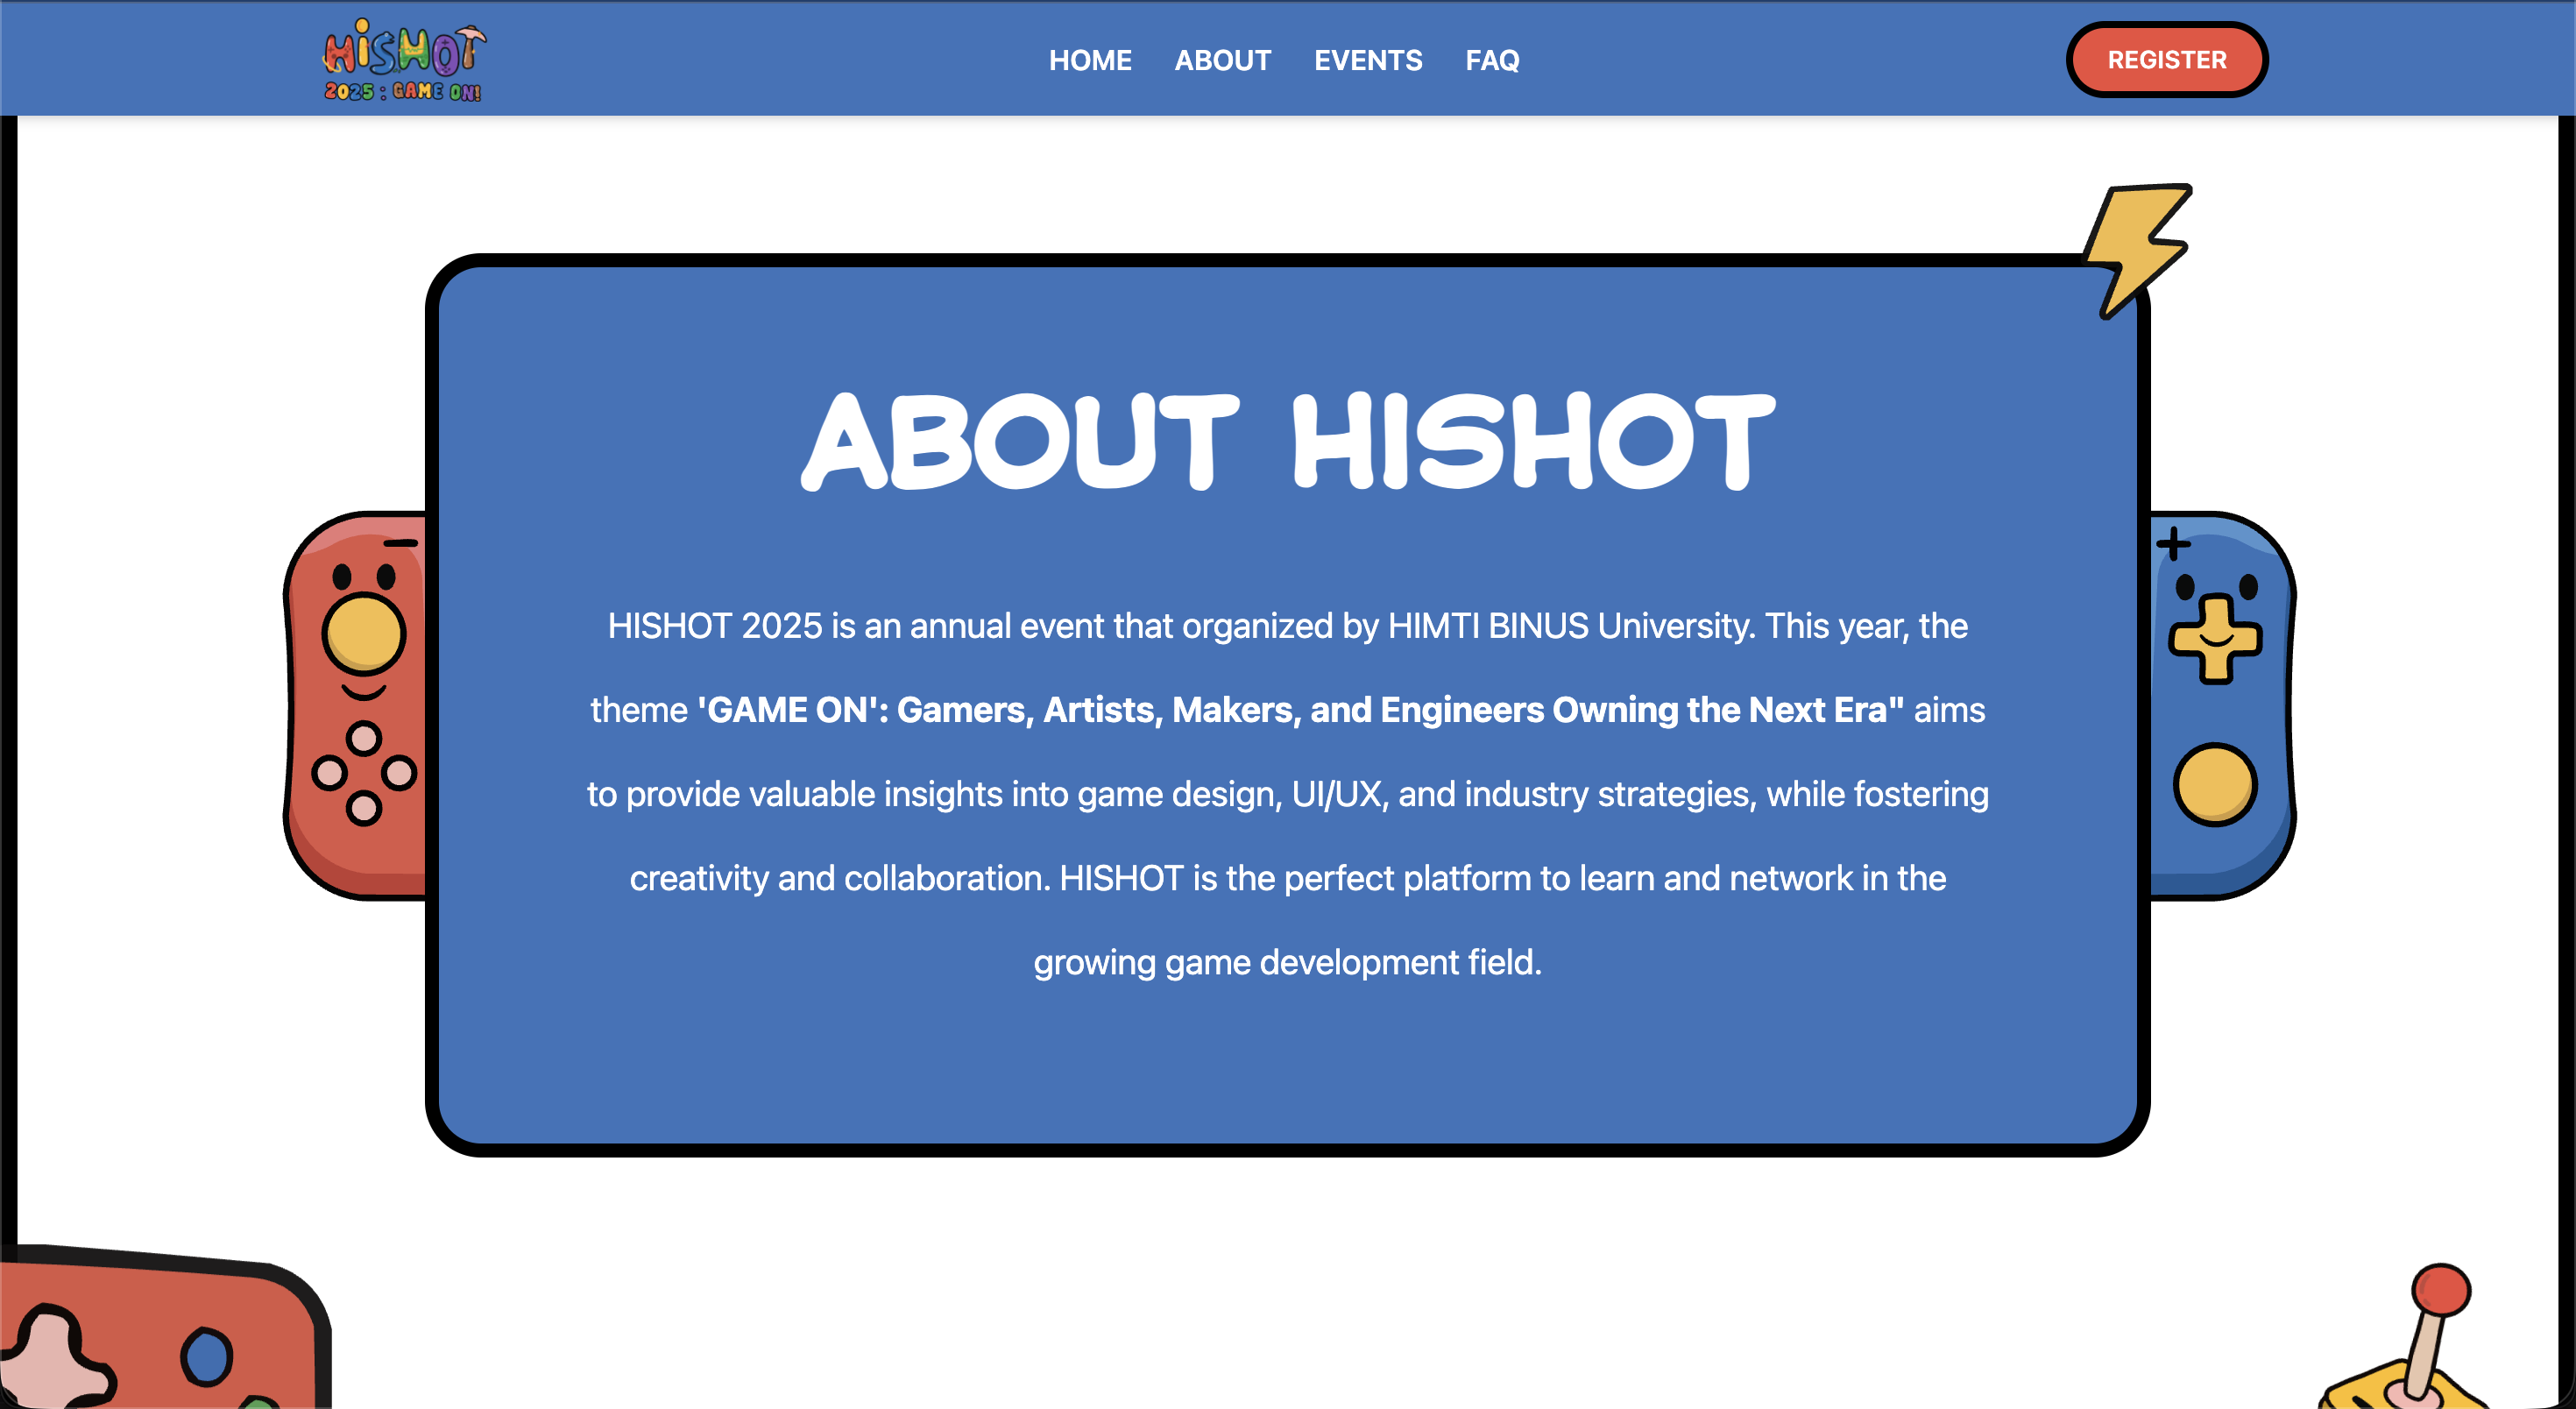 HiSHOT
2025 : GAME ON!
HOME ABOUT EVENTS FAQ
REGISTER
ABOUT HISHOT
HISHOT 2025 is an annual event that organized by HIMTI BINUS University. This year, the
theme 'GAME ON': Gamers, Artists, Makers, and Engineers Owning the Next Era" aims
to provide valuable insights into game design, UI/UX, and industry strategies, while fostering
creativity and collaboration. HISHOT is the perfect platform to learn and network in the
growing game development field.